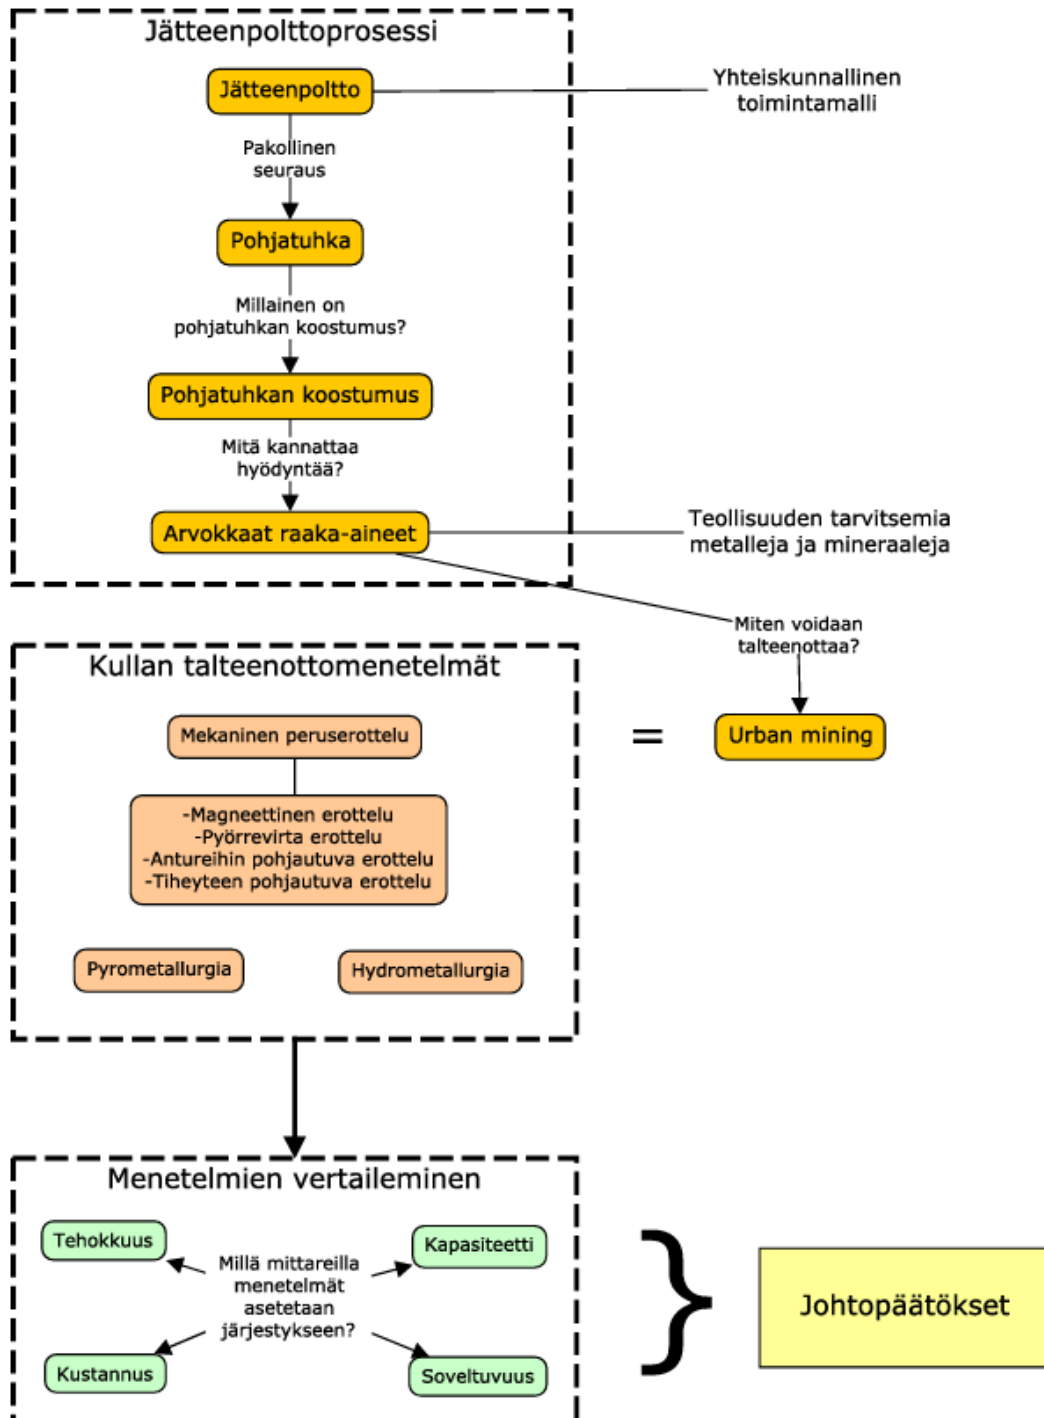 Jätteenpolttoprosessi
Jätteenpoltto
Yhteiskunnallinen
toimintamalli
Pakollinen
seuraus
Pohjatuhka
Millainen on
pohjatuhkan koostumus?
Pohjatuhkan koostumus
Mitä kannattaa
hyödyntää?
Arvokkaat raaka-aineet
Teollisuuden tarvitsemia
metalleja ja mineraaleja
Miten voidaan
talteenottaa?
Kullan talteenottomenetelmät
Mekaninen peruserottelu
=
Urban mining
-Magneettinen erottelu
-Pyörrevirta erottelu
-Antureihin pohjautuva erottelu
-Tiheyteen pohjautuva erottelu
Pyrometallurgia
Hydrometallurgia
Menetelmien vertaileminen
Tehokkuus
Kapasiteetti
Millä mittareilla
menetelmät
asetetaan
järjestykseen?
Kustannus
Soveltuvuus
}
Johtopäätökset